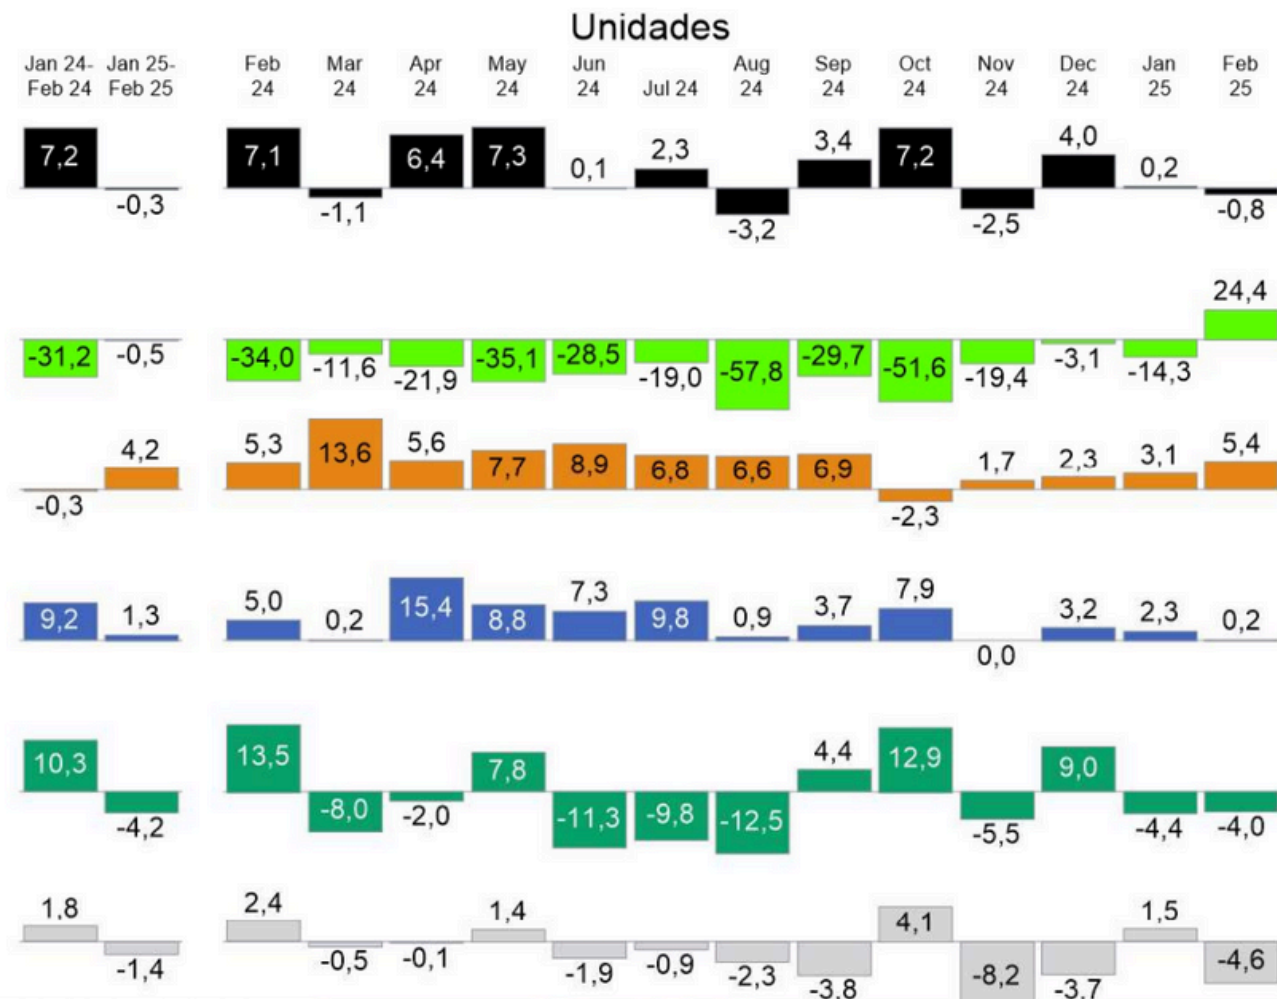 Unidades
Jan 24- Jan 25- Feb Mar Apr May Jun Jul 24 Aug Sep Oct Nov Dec Jan Feb
Feb 24 Feb 25 24 24 24 24 24 24 24 24 24 24 25 25
7,2 -0,3 7,1 -1,1 6,4 7,3 0,1 2,3 -3,2 3,4 7,2 -2,5 4,0 0,2 -0,8
-31,2 -0,5 -34,0 -11,6 -21,9 -35,1 -28,5 -19,0 -57,8 -29,7 -51,6 -19,4 -3,1 -14,3 24,4
-0,3 4,2 5,3 13,6 5,6 7,7 8,9 6,8 6,6 6,9 -2,3 1,7 2,3 3,1 5,4
9,2 1,3 5,0 0,2 15,4 8,8 7,3 9,8 0,9 3,7 7,9 0,0 3,2 2,3 0,2
10,3 -4,2 13,5 -8,0 -2,0 7,8 -11,3 -9,8 -12,5 4,4 12,9 -5,5 9,0 -4,4 -4,0
1,8 -1,4 2,4 -0,5 -0,1 1,4 -1,9 -0,9 -2,3 -3,8 4,1 -8,2 -3,7 1,5 -4,6